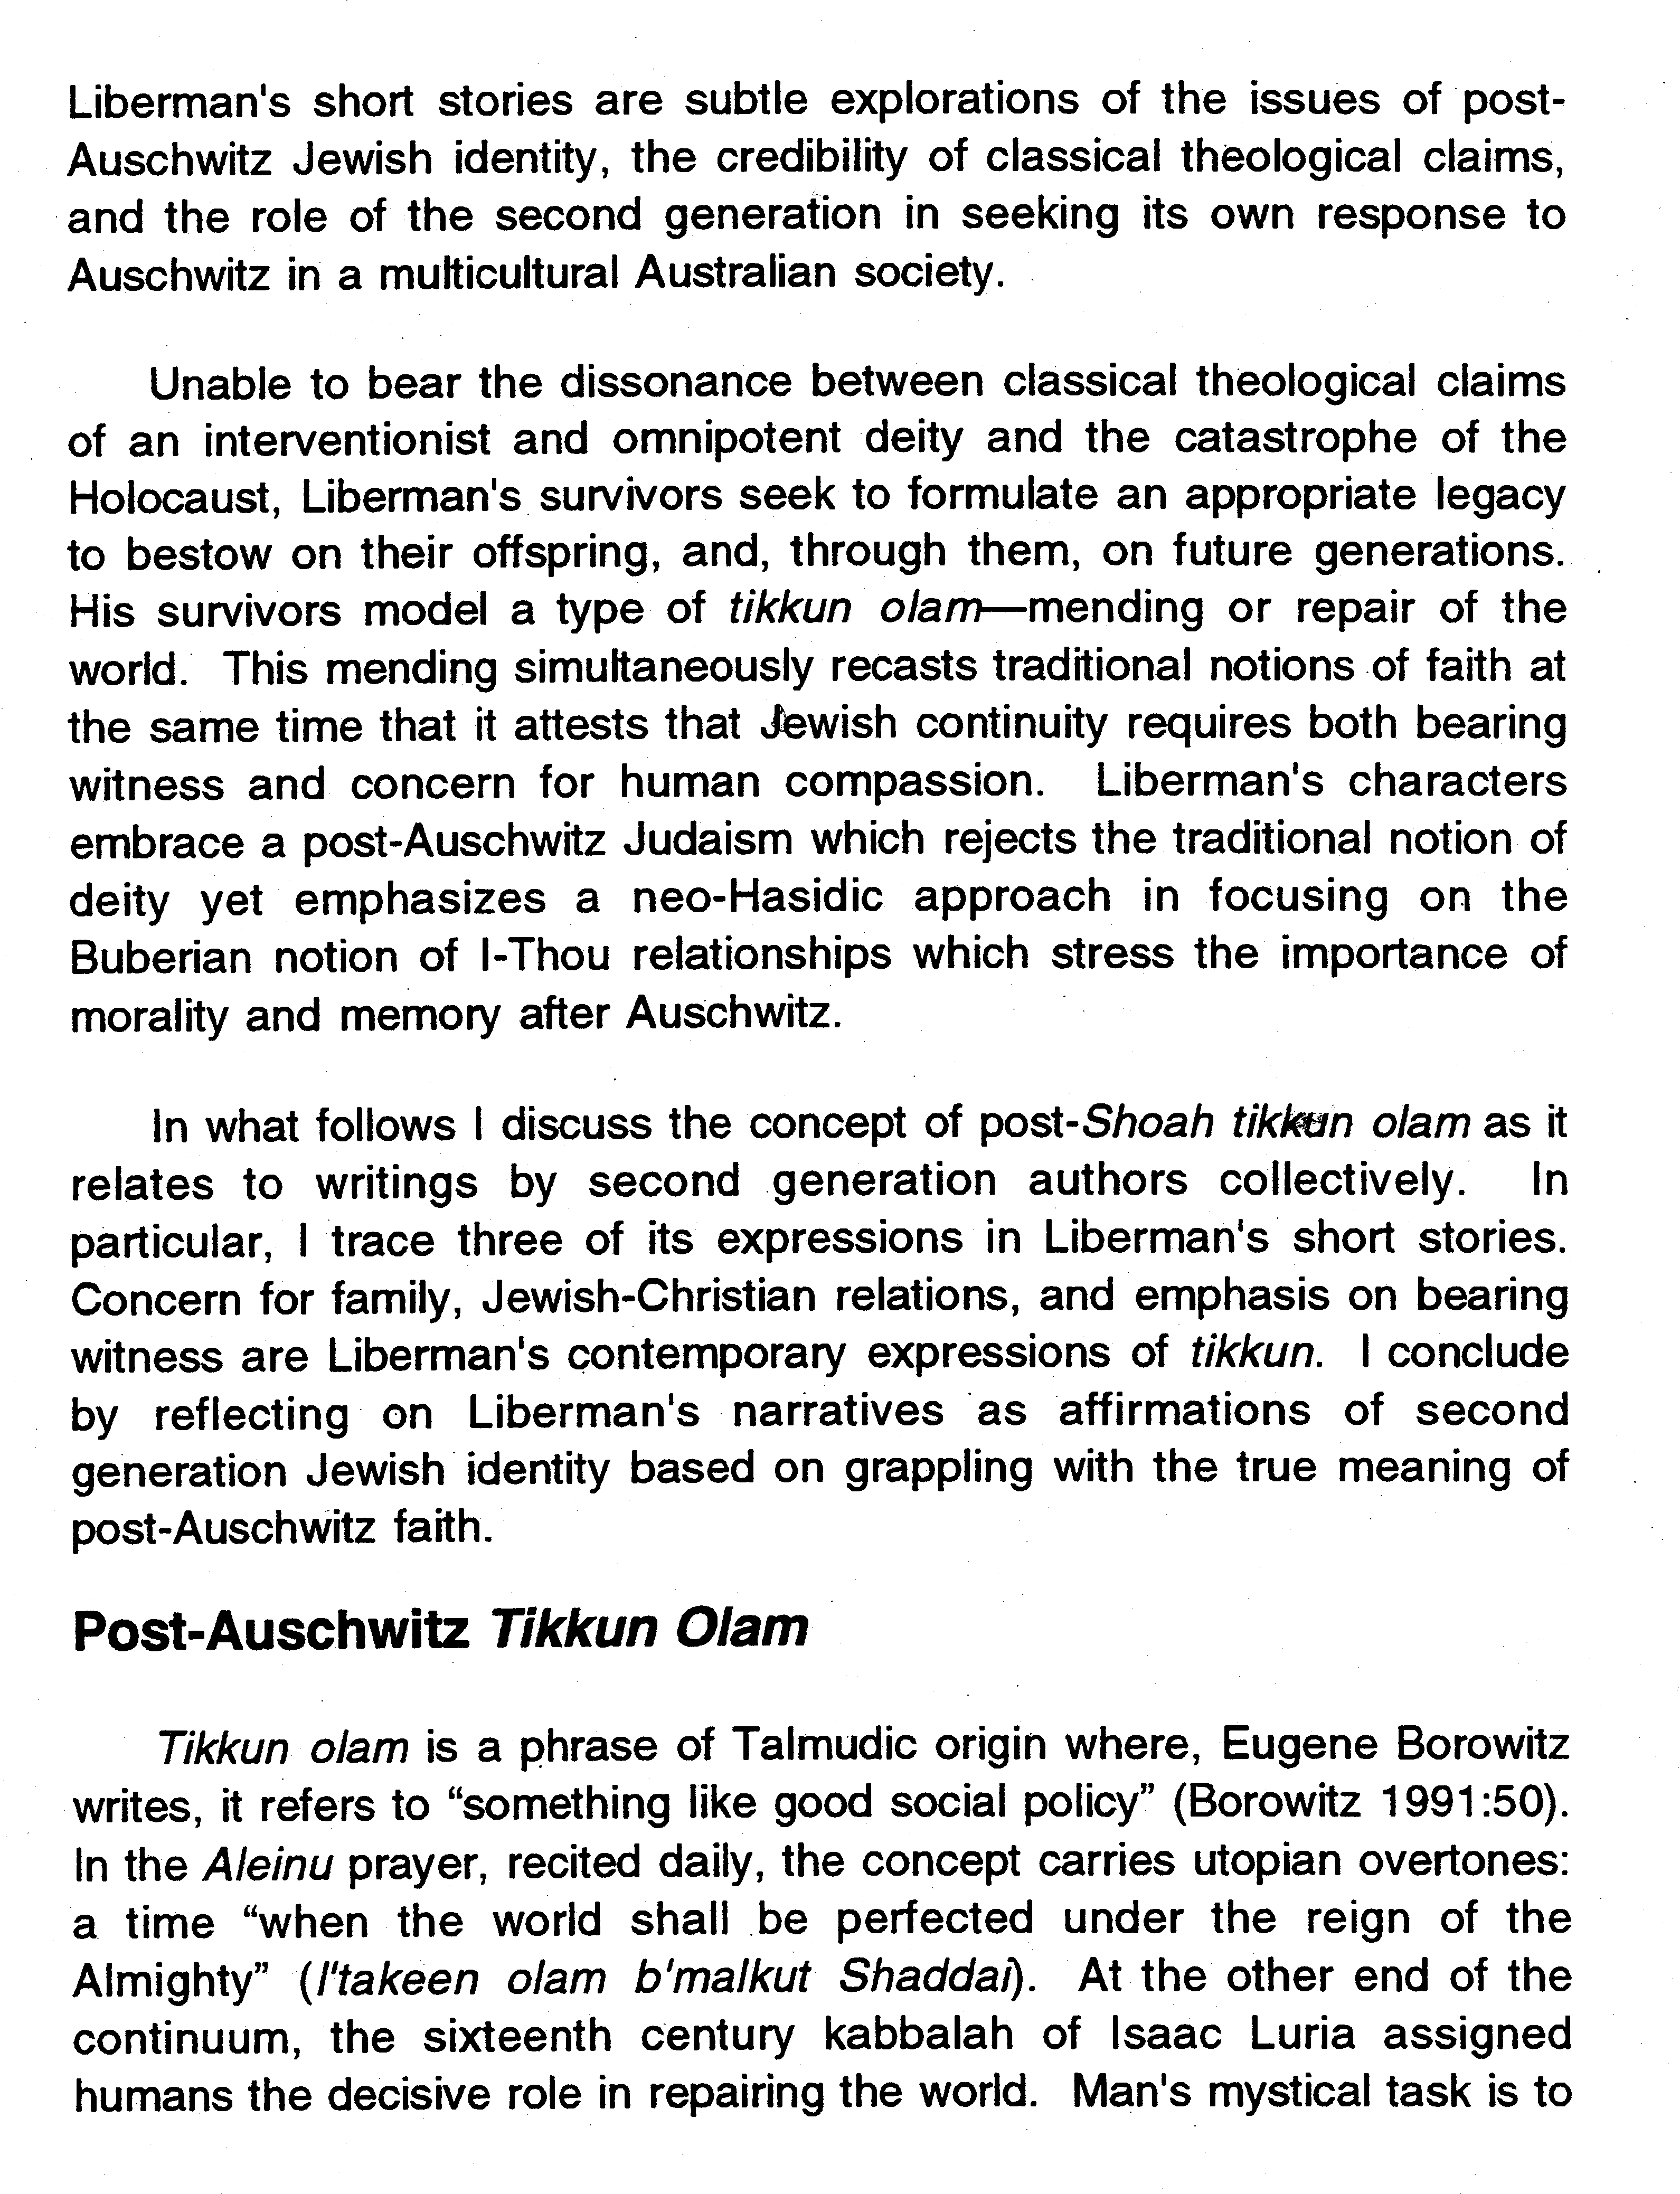 Liberman's short stories are subtle explorations of the issues of post-
Auschwitz Jewish identity, the credibility of classical theological claims,
and the role of the second generation in seeking its own response to
Auschwitz in a multicultural Australian society.
Unable to bear the dissonance between classical theological claims
of an interventionist and omnipotent deity and the catastrophe of the
Holocaust, Liberman's survivors seek to formulate an appropriate legacy
to bestow on their offspring, and, through them, on future generations.
His survivors model a type of tikkun olam—mending or repair of the
world. This mending simultaneously recasts traditional notions of faith at
the same time that it attests that Jewish continuity requires both bearing
witness and concern for human compassion. Liberman's characters
embrace a post-Auschwitz Judaism which rejects the traditional notion of
deity yet emphasizes a neo-Hasidic approach in focusing on the
Buberian notion of I-Thou relationships which stress the importance of
morality and memory after Auschwitz.
In what follows I discuss the concept of post-Shoah tikkun olam as it
relates to writings by second generation authors collectively. In
particular, I trace three of its expressions in Liberman's short stories.
Concern for family, Jewish-Christian relations, and emphasis on bearing
witness are Liberman's contemporary expressions of tikkun. I conclude
by reflecting on Liberman's narratives as affirmations of second
generation Jewish identity based on grappling with the true meaning of
post-Auschwitz faith.
Post-Auschwitz Tikkun Olam
Tikkun olam is a phrase of Talmudic origin where, Eugene Borowitz
writes, it refers to “something like good social policy” (Borowitz 1991:50).
In the Aleinu prayer, recited daily, the concept carries utopian overtones:
a time “when the world shall be perfected under the reign of the
Almighty” (l'takeen olam b'malkut Shaddai). At the other end of the
continuum, the sixteenth century kabbalah of Isaac Luria assigned
humans the decisive role in repairing the world. Man's mystical task is to